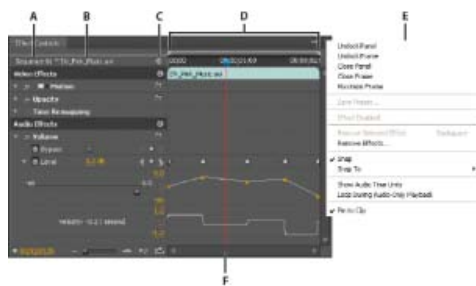 A B C D E
Effect Controls
Undock Panel
Undock Frame
Close Panel
Close Frame
Maximize Frame
Save Preset...
Effect Enabled
Remove Selected Effect Backspace
Remove Effects...
Snap
Snap To
Show Audio Time Units
Loop During Audio-Only Playback
Pin to Clip
Video Effects
Motion
Opacity
Time Remapping
Audio Effects
Volume
Bypass
Level
Velocity
F